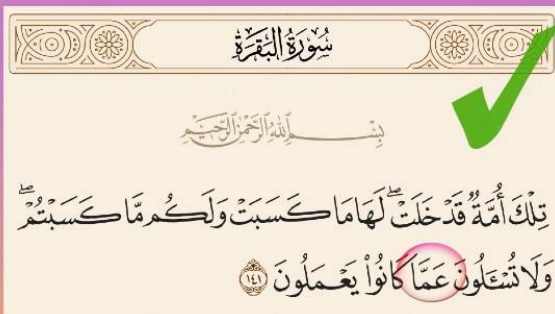 سُورَةُ البَقَرَةِ
بِسْمِ ٱللَّهِ ٱلرَّحْمَٰنِ ٱلرَّحِيمِ
تِلْكَ أُمَّةٌ قَدْ خَلَتْ ۖ لَهَا مَا كَسَبَتْ وَلَكُم مَّا كَسَبْتُمْ ۖ
وَلَا تُسْـَٔلُونَ عَمَّا كَانُوا۟ يَعْمَلُونَ ١٤١